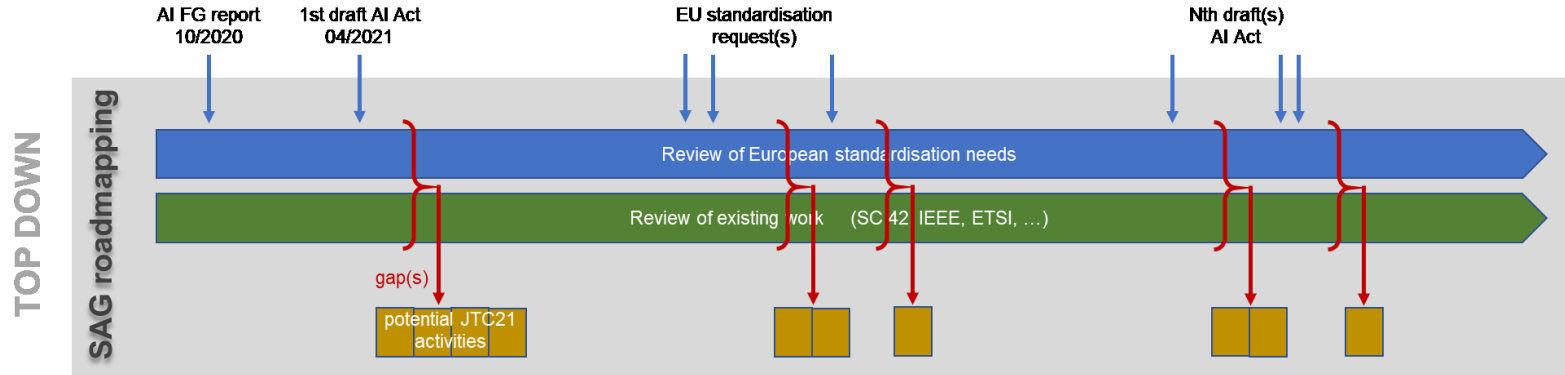 AI FG report
10/2020
1st draft AI Act
04/2021
EU standardisation
request(s)
Nth draft(s)
AI Act
TOP DOWN
SAG roadmapping
Review of European standardisation needs
Review of existing work (SC 42, IEEE, ETSI, …)
gap(s)
potential JTC21
activities